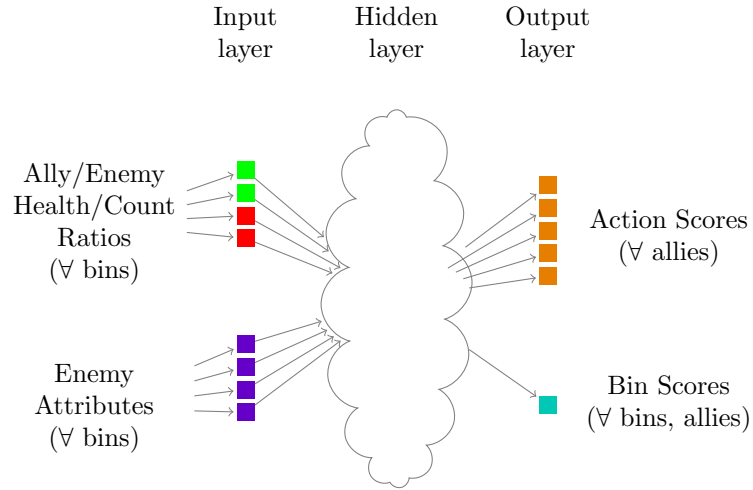 Input
layer
Hidden
layer
Output
layer
Ally/Enemy
Health/Count
Ratios
(∀ bins)
Enemy
Attributes
(∀ bins)
Action Scores
(∀ allies)
Bin Scores
(∀ bins, allies)